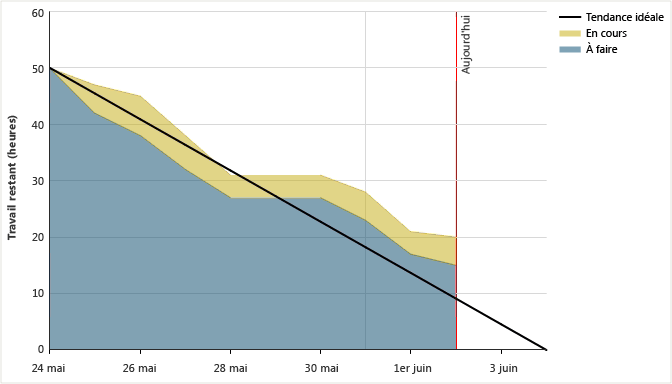 60
50
40
30
20
10
0
Travail restant (heures)
24 mai
26 mai
28 mai
30 mai
1er juin
3 juin
Aujourd'hui
Tendance idéale
En cours
À faire